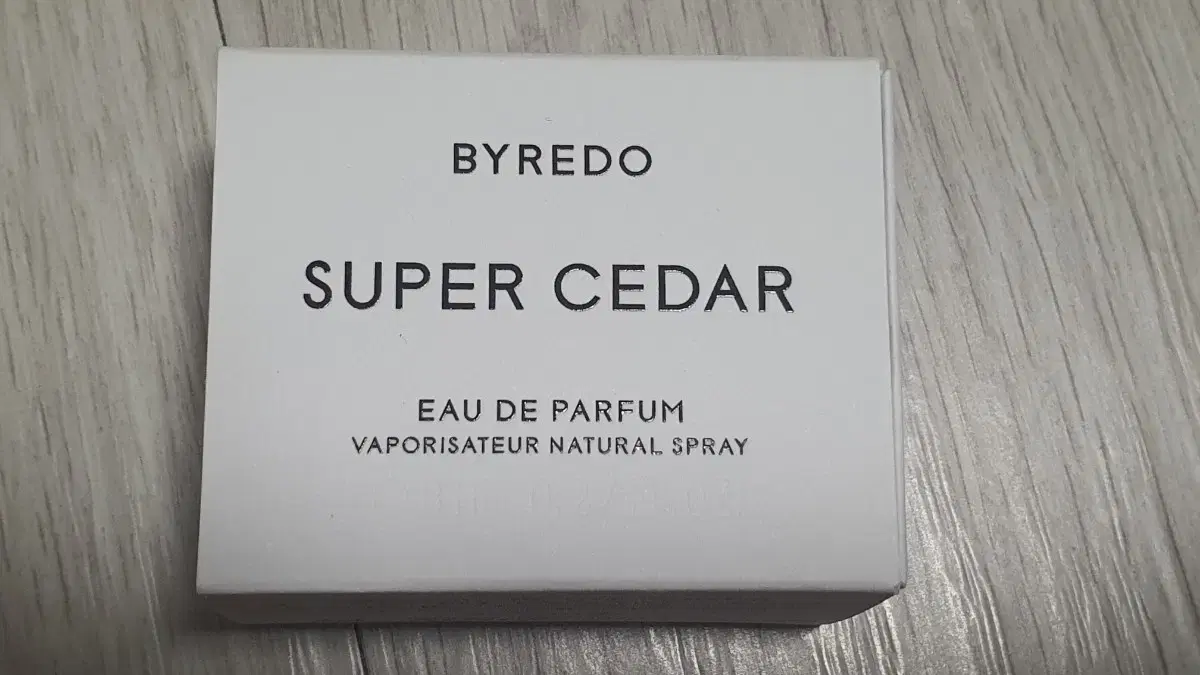 BYREDO
SUPER CEDAR
EAU DE PARFUM
VAPORISATEUR NATURAL SPRAY